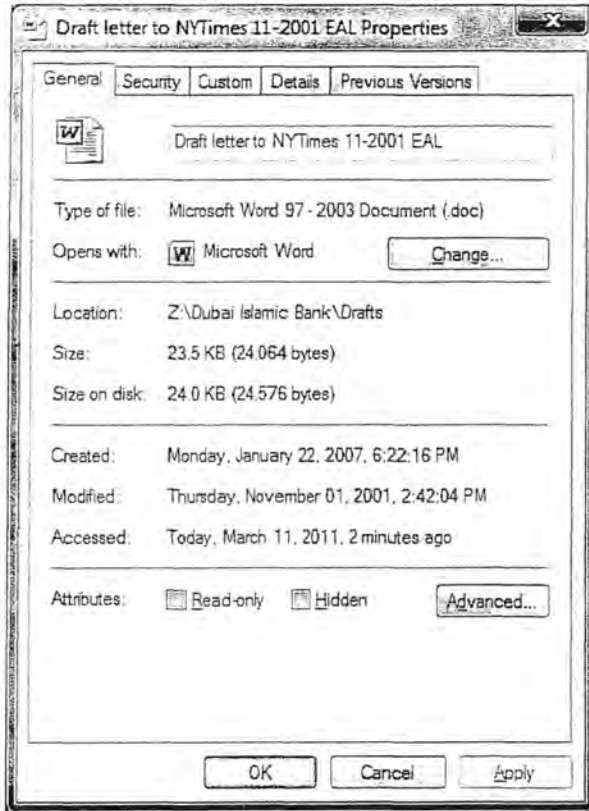 Draft letter to NYTimes 11-2001 EAL Properties
General Security Custom Details Previous Versions
Draft letter to NYTimes 11-2001 EAL
Type of file: Microsoft Word 97 - 2003 Document (.doc)
Opens with: Microsoft Word Change...
Location: Z:\Dubai Islamic Bank\Drafts
Size: 23.5 KB (24.064 bytes)
Size on disk: 24.0 KB (24.576 bytes)
Created: Monday, January 22, 2007, 6:22:16 PM
Modified: Thursday, November 01, 2001, 2:42:04 PM
Accessed: Today, March 11, 2011, 2 minutes ago
Attributes: Read-only Hidden Advanced...
OK Cancel Apply